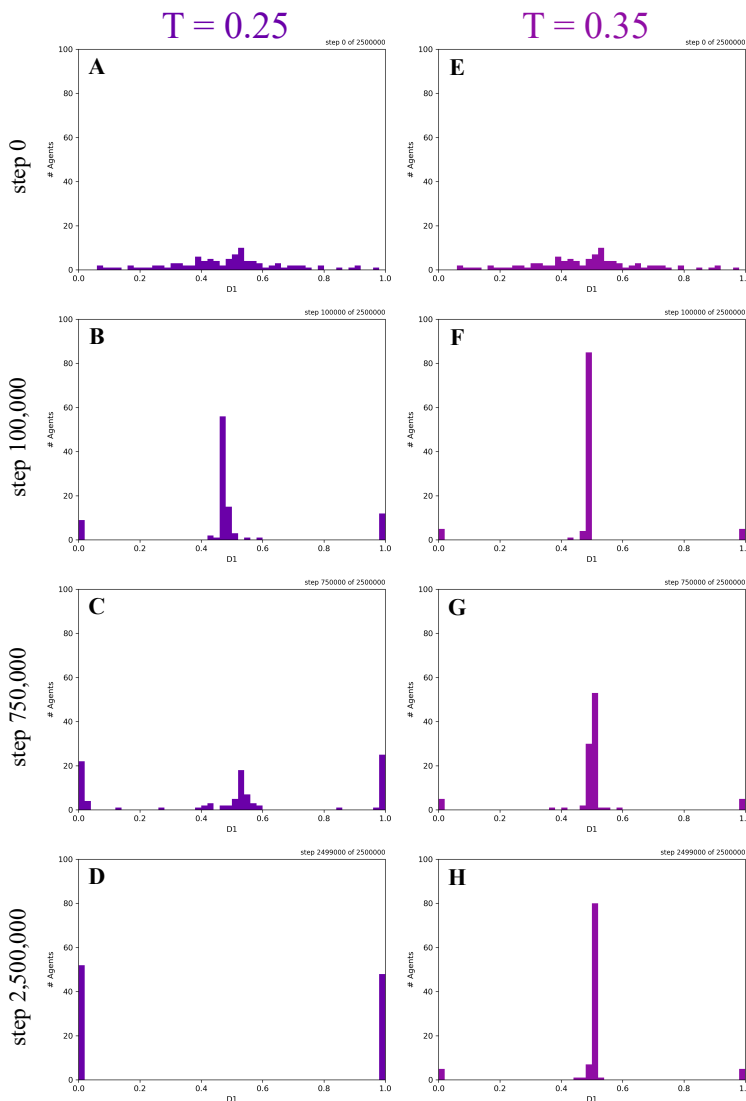 T = 0.25
T = 0.35
step 0
step 0 of 2500000
A
100
80
60
40
20
0
# Agents
0.0 0.2 0.4 0.6 0.8 1.0
D1
step 0 of 2500000
E
100
80
60
40
20
0
# Agents
0.0 0.2 0.4 0.6 0.8 1.
D1
step 100,000
step 100000 of 2500000
B
100
80
60
40
20
0
# Agents
0.0 0.2 0.4 0.6 0.8 1.0
D1
step 100000 of 2500000
F
100
80
60
40
20
0
# Agents
0.0 0.2 0.4 0.6 0.8 1.
D1
step 750,000
step 750000 of 2500000
C
100
80
60
40
20
0
# Agents
0.0 0.2 0.4 0.6 0.8 1.0
D1
step 750000 of 2500000
G
100
80
60
40
20
0
# Agents
0.0 0.2 0.4 0.6 0.8 1.
D1
step 2,500,000
step 2499000 of 2500000
D
100
80
60
40
20
0
# Agents
0.0 0.2 0.4 0.6 0.8 1.0
D1
step 2499000 of 2500000
H
100
80
60
40
20
0
# Agents
0.0 0.2 0.4 0.6 0.8 1.
D1